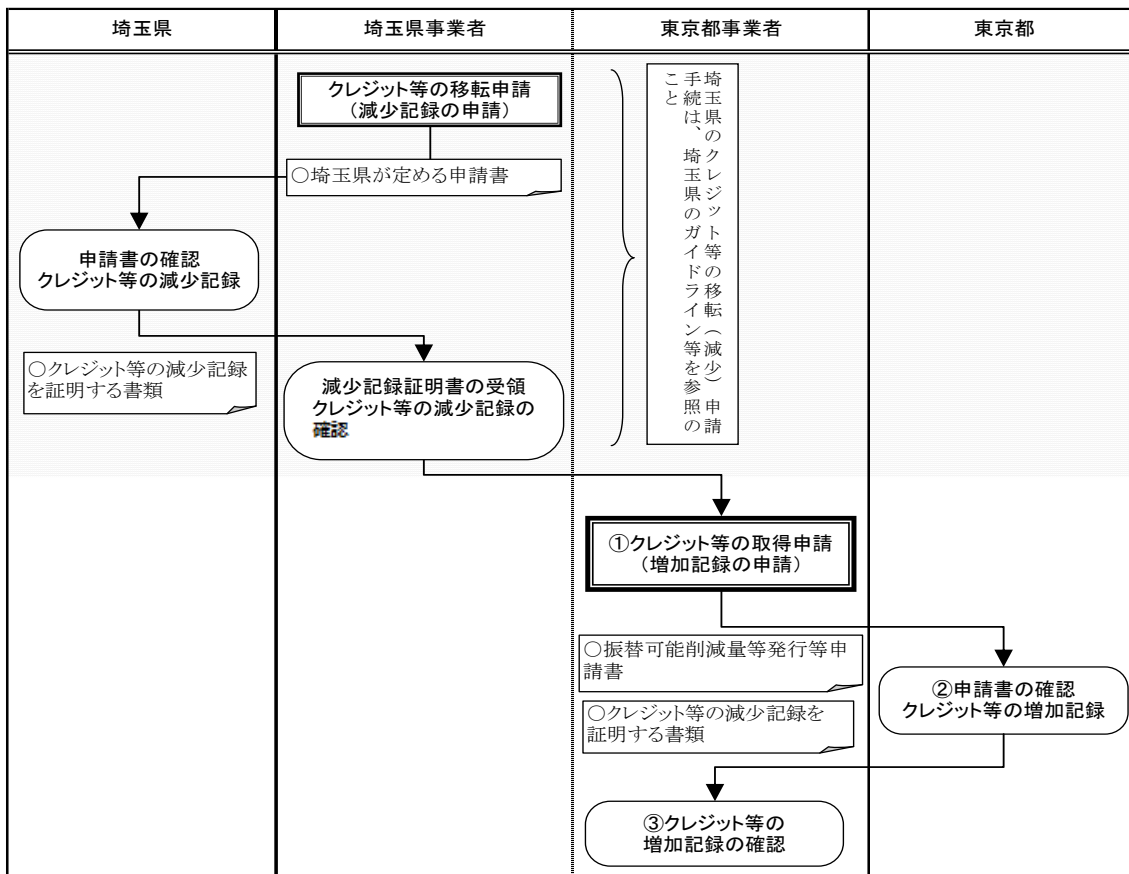 埼玉県
埼玉県事業者
東京都事業者
東京都
クレジット等の移転申請
（減少記録の申請）
埼玉県のクレジット等の移転（減少）申請
手続は、埼玉県のガイドライン等を参照の
こと
○埼玉県が定める申請書
申請書の確認
クレジット等の減少記録
○クレジット等の減少記録
を証明する書類
減少記録証明書の受領
クレジット等の減少記録の
確認
①クレジット等の取得申請
（増加記録の申請）
○振替可能削減量等発行等申
請書
○クレジット等の減少記録を
証明する書類
②申請書の確認
クレジット等の増加記録
③クレジット等の
増加記録の確認